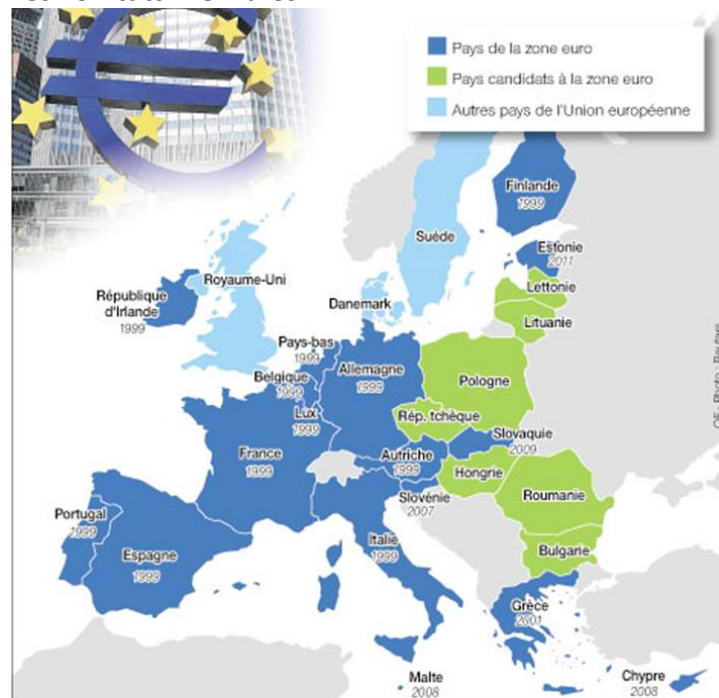 Pays de la zone euro
Pays candidats à la zone euro
Autres pays de l'Union européenne
Finlande
1999
Suède
Estonie
2011
Lettonie
Lituanie
Royaume-Uni
République
d'Irlande
1999
Danemark
Pays-bas
1999
Allemagne
1999
Belgique
1999
Pologne
Lux
1999
Rép. tchèque
Slovaquie
2009
France
1999
Autriche
1999
Hongrie
Slovénie
2007
Roumanie
Portugal
1999
Espagne
1999
Italie
1999
Bulgarie
Grèce
2001
Malte
2008
Chypre
2008
Photo : Reuters